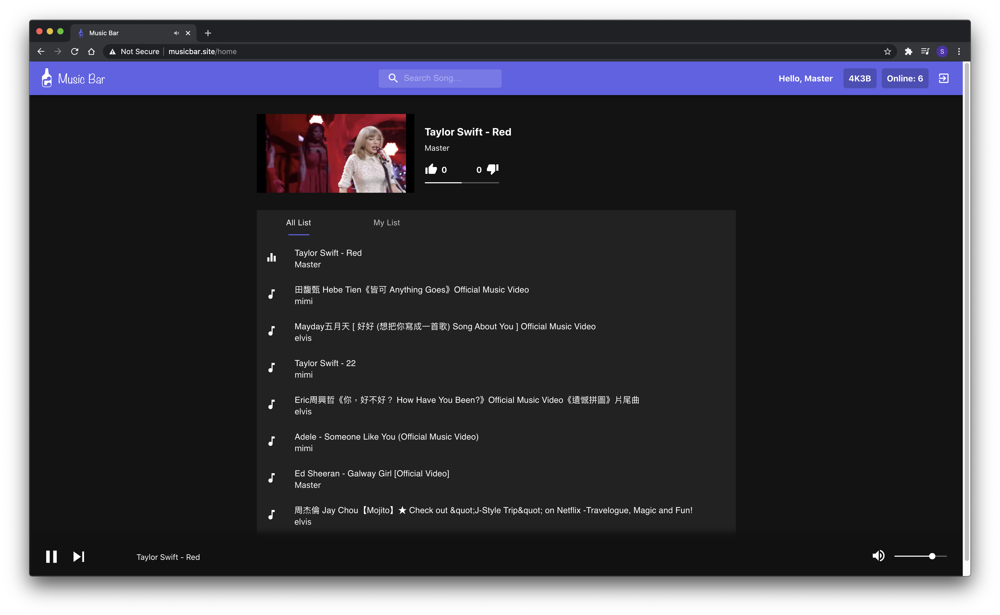 Music Bar
Not Secure musicbar.site/home
S
Music Bar
Search Song...
Hello, Master
4K3B
Online: 6
Taylor Swift - Red
Master
0
0
All List
My List
Taylor Swift - Red
Master
田馥甄 Hebe Tien《皆可 Anything Goes》Official Music Video
mimi
Mayday五月天 [ 好好 (想把你寫成一首歌) Song About You ] Official Music Video
elvis
Taylor Swift - 22
mimi
Eric周興哲《你，好不好？ How Have You Been?》Official Music Video《遺憾拼圖》片尾曲
elvis
Adele - Someone Like You (Official Music Video)
mimi
Ed Sheeran - Galway Girl [Official Video]
Master
周杰倫 Jay Chou【Mojito】★ Check out &quot;J-Style Trip&quot; on Netflix -Travelogue, Magic and Fun!
elvis
Taylor Swift - Red